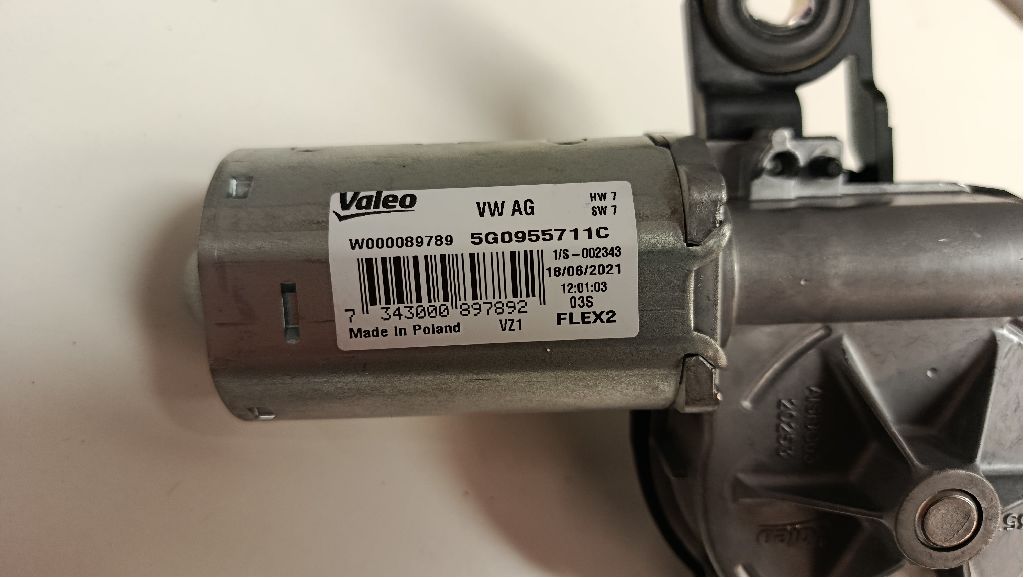 Valeo
VW AG
HW 7
SW 7
W000089789 5G0955711C
1/S-002343
18/06/2021
12:01:03
03S
7 343000 897892
Made in Poland
VZ1
FLEX2
Valeo